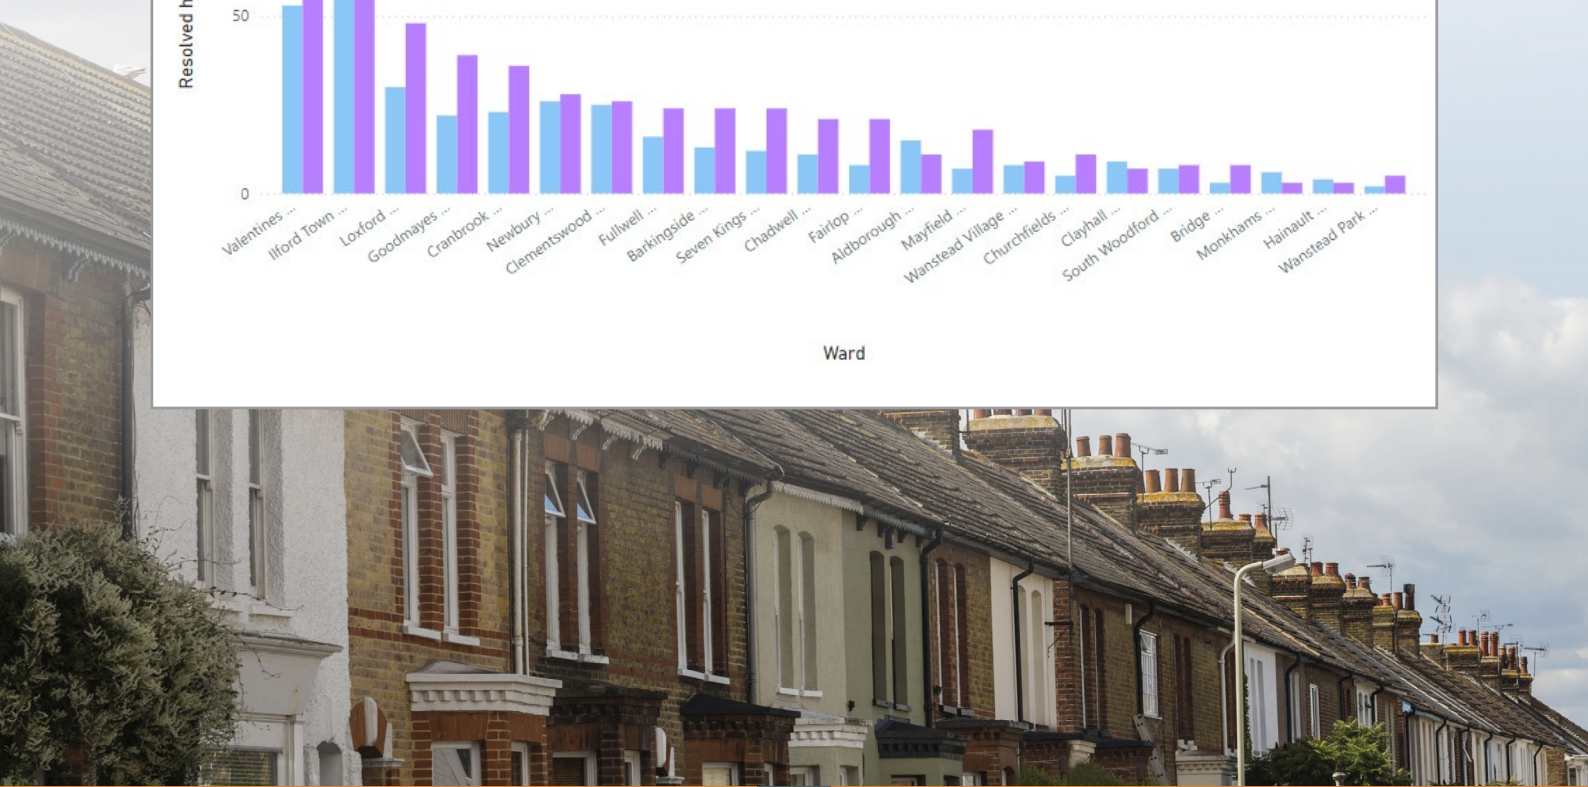 Resolved h
50
0
Valentines ...
Ilford Town ...
Loxford ...
Goodmayes ...
Cranbrook ...
Newbury ...
Clementswood ...
Fullwell ...
Barkingside ...
Seven Kings ...
Chadwell ...
Fairlop ...
Aldborough ...
Mayfield ...
Wanstead Village ...
Churchfields ...
Clayhall ...
South Woodford ...
Bridge ...
Monkhams ...
Hainault ...
Wanstead Park ...
Ward